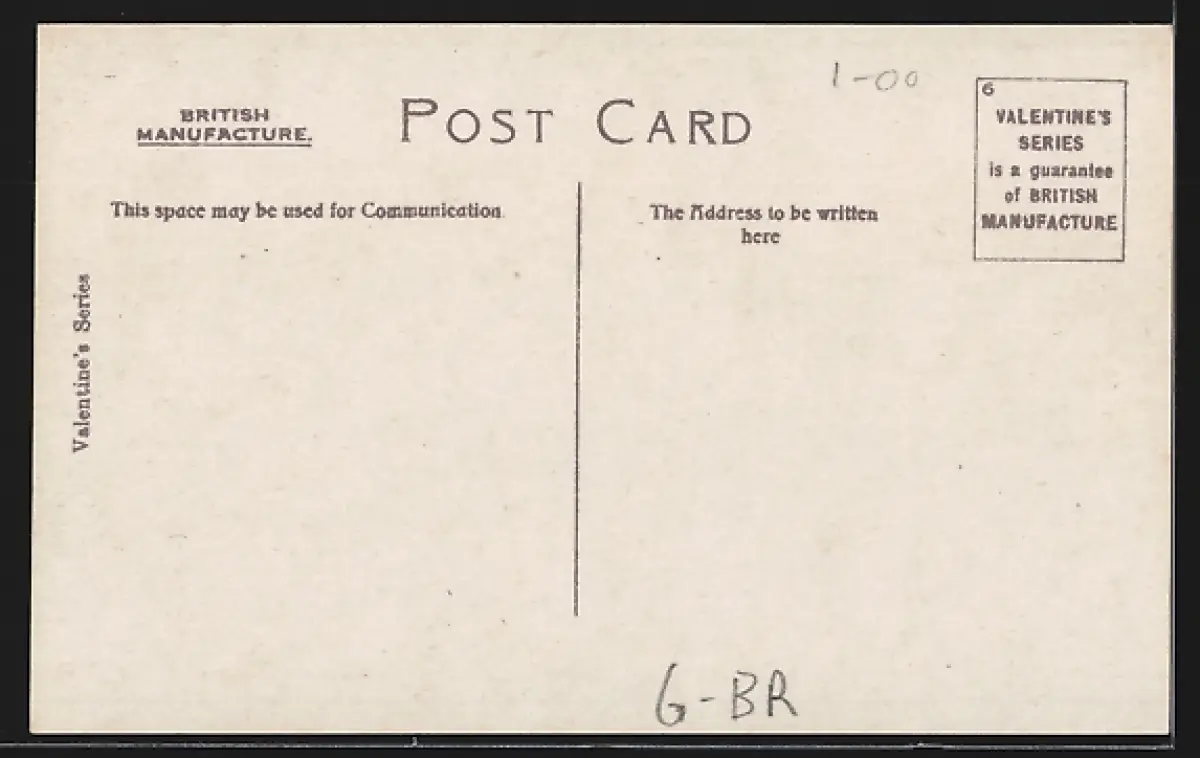 1-00
BRITISH
MANUFACTURE.
POST CARD
6
VALENTINE'S
SERIES
is a guarantee
of BRITISH
MANUFACTURE
This space may be used for Communication
The Address to be written
here
Valentine's Series
G-BR